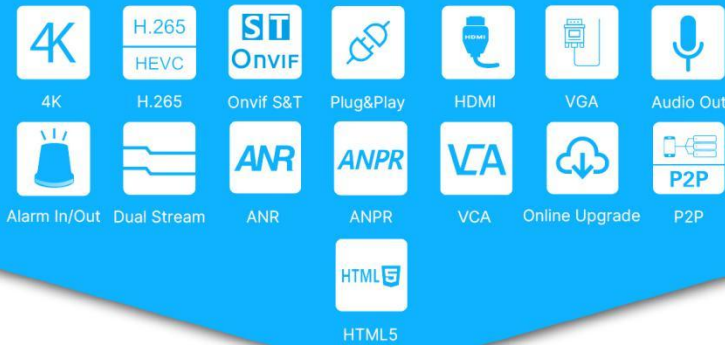 4K
H.265
HEVC
S T
ONVIF
HDMI
4K
H.265
Onvif S&T
Plug&Play
HDMI
VGA
Audio Out
ANR
ANPR
VCA
P2P
Alarm In/Out
Dual Stream
ANR
ANPR
VCA
Online Upgrade
P2P
HTML5
HTML5